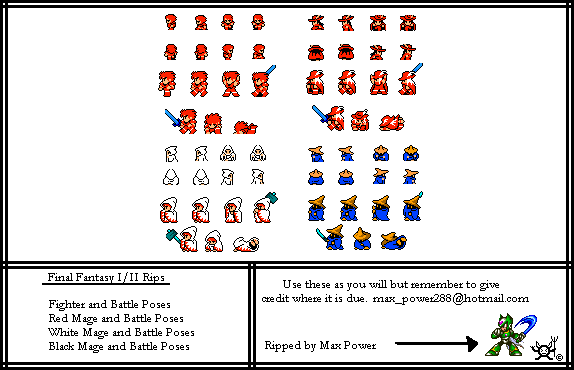 Final Fantasy I/II Rips
Fighter and Battle Poses
Red Mage and Battle Poses
White Mage and Battle Poses
Black Mage and Battle Poses
Use these as you will but remember to give
credit where it is due. max_power288@hotmail.com
Ripped by Max Power
©